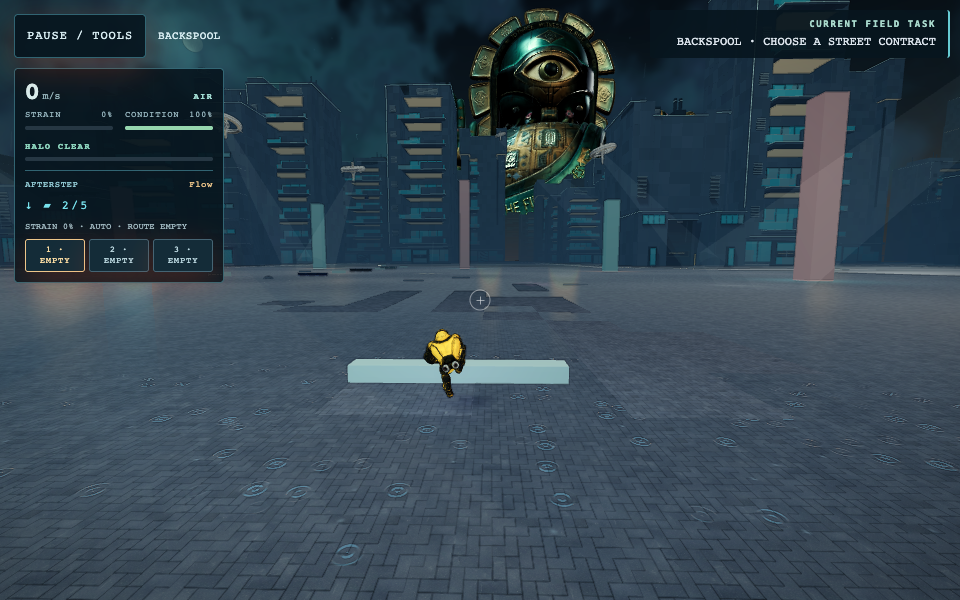 PAUSE / TOOLS
BACKSPOOL
CURRENT FIELD TASK
BACKSPOOL • CHOOSE A STREET CONTRACT
0 m/s
AIR
STRAIN 0%
CONDITION 100%
HALO CLEAR
AFTERSTEP
Flow
↓ ▰ 2/5
STRAIN 0% · AUTO · ROUTE EMPTY
1 · EMPTY
2 · EMPTY
3 · EMPTY